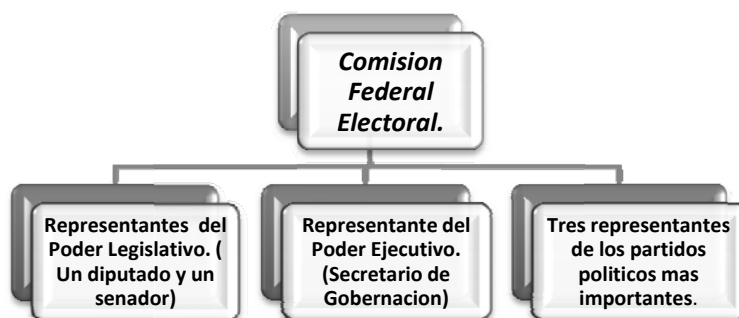 Comision
Federal
Electoral.
Representantes del
Poder Legislativo. (
Un diputado y un
senador)
Representante del
Poder Ejecutivo.
(Secretario de
Gobernacion)
Tres representantes
de los partidos
politicos mas
importantes.